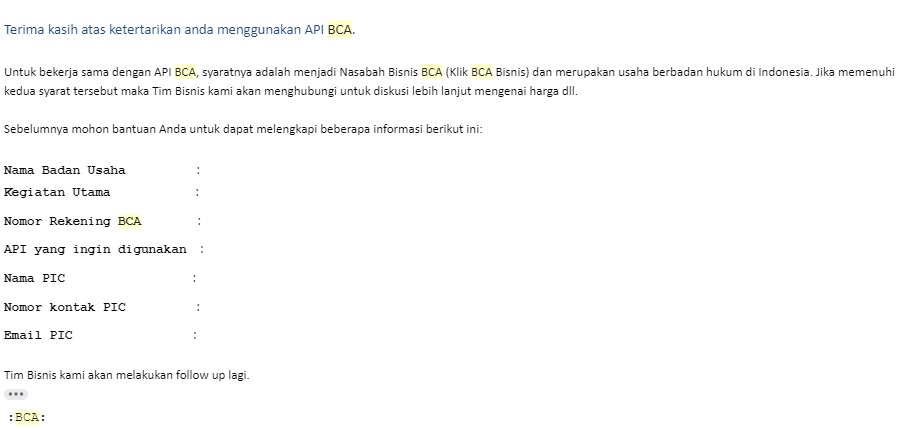 Terima kasih atas ketertarikan anda menggunakan API BCA.
Untuk bekerja sama dengan API BCA, syaratnya adalah menjadi Nasabah Bisnis BCA (Klik BCA Bisnis) dan merupakan usaha berbadan hukum di Indonesia. Jika memenuhi
kedua syarat tersebut maka Tim Bisnis kami akan menghubungi untuk diskusi lebih lanjut mengenai harga dll.
Sebelumnya mohon bantuan Anda untuk dapat melengkapi beberapa informasi berikut ini:
Nama Badan Usaha :
Kegiatan Utama :
Nomor Rekening BCA :
API yang ingin digunakan :
Nama PIC :
Nomor kontak PIC :
Email PIC :
Tim Bisnis kami akan melakukan follow up lagi.
•••
:BCA: